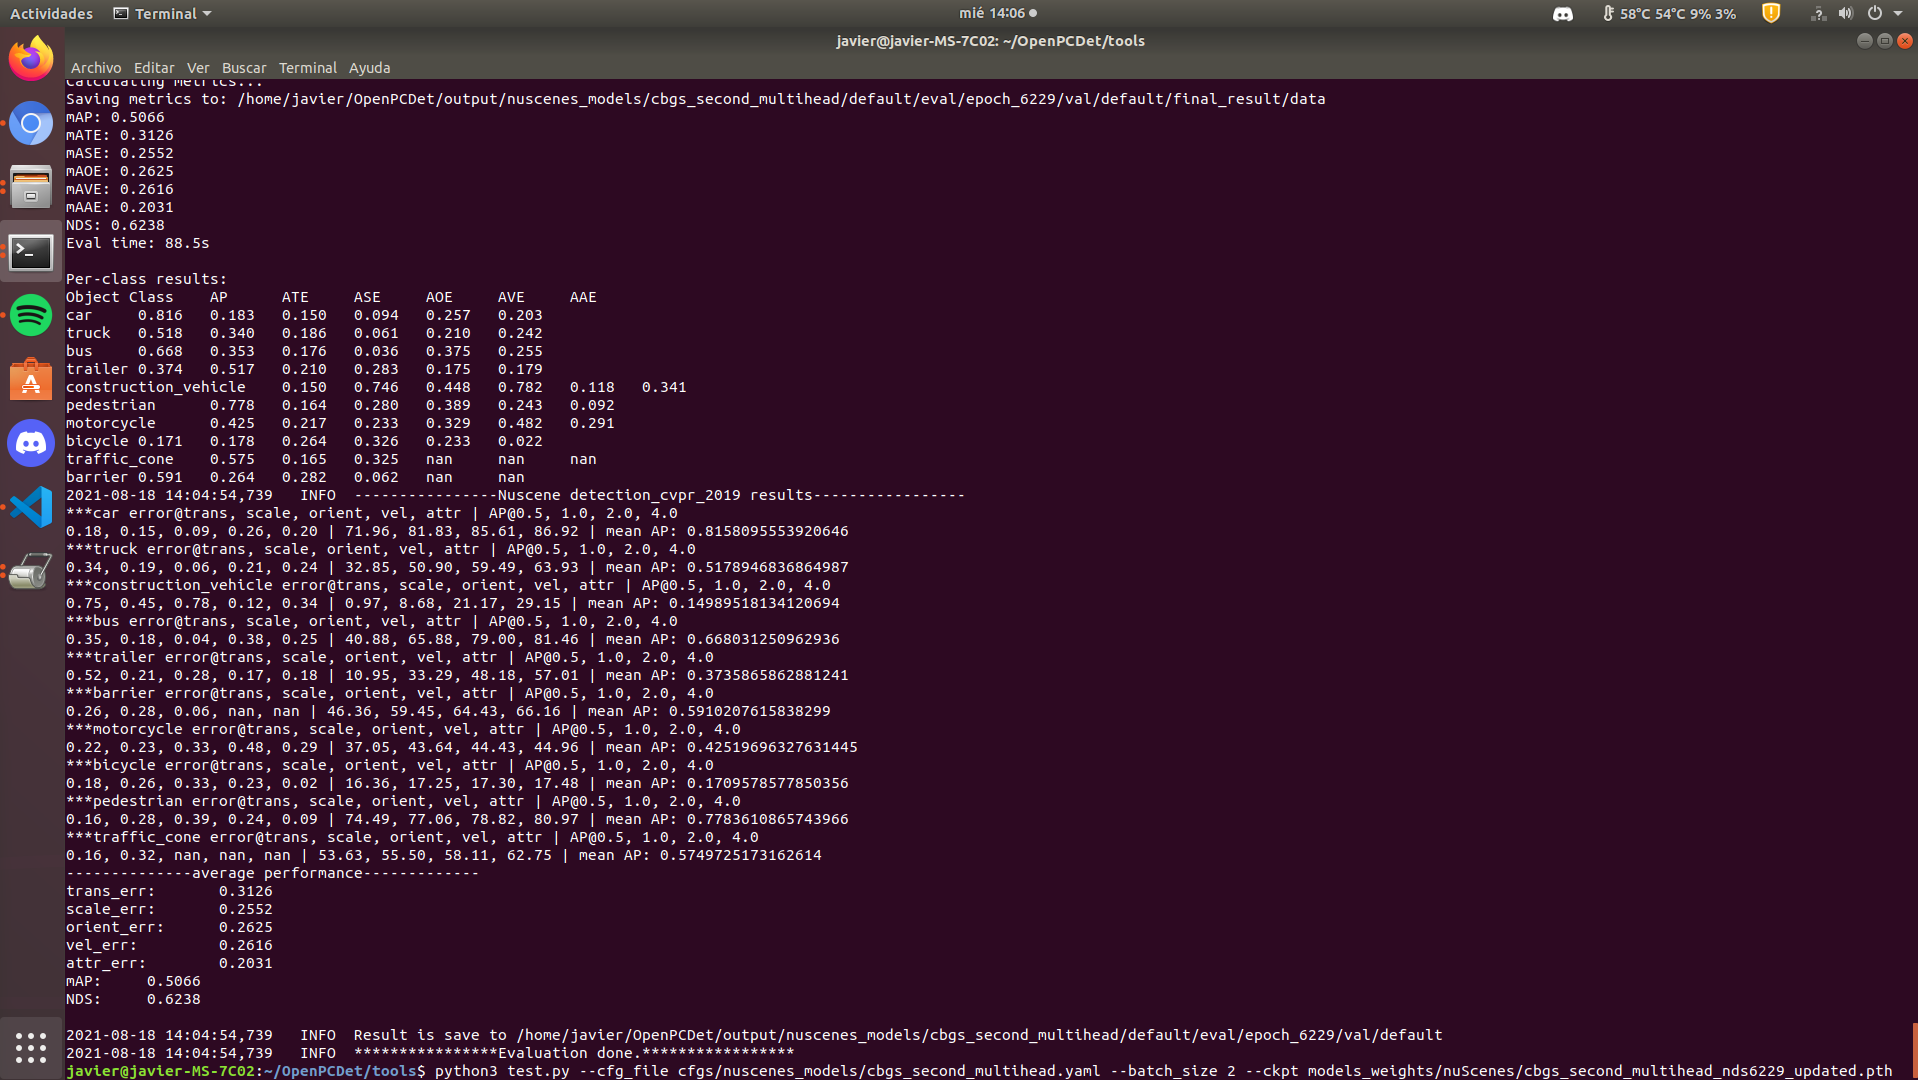 Actividades Terminal mié 14:06 58°C 54°C 9% 3%
javier@javier-MS-7C02: ~/OpenPCDet/tools
Archivo Editar Ver Buscar Terminal Ayuda
Calculating metrics...
Saving metrics to: /home/javier/OpenPCDet/output/nuscenes_models/cbgs_second_multihead/default/eval/epoch_6229/val/default/final_result/data
mAP: 0.5066
mATE: 0.3126
mASE: 0.2552
mAOE: 0.2625
mAVE: 0.2616
mAAE: 0.2031
NDS: 0.6238
Eval time: 88.5s
Per-class results:
Object Class AP ATE ASE AOE AVE AAE
car 0.816 0.183 0.150 0.094 0.257 0.203
truck 0.518 0.340 0.186 0.061 0.210 0.242
bus 0.668 0.353 0.176 0.036 0.375 0.255
trailer 0.374 0.517 0.210 0.283 0.175 0.179
construction_vehicle 0.150 0.746 0.448 0.782 0.118 0.341
pedestrian 0.778 0.164 0.280 0.389 0.243 0.092
motorcycle 0.425 0.217 0.233 0.329 0.482 0.291
bicycle 0.171 0.178 0.264 0.326 0.233 0.022
traffic_cone 0.575 0.165 0.325 nan nan nan
barrier 0.591 0.264 0.282 0.062 nan nan
2021-08-18 14:04:54,739 INFO ----------------Nuscene detection_cvpr_2019 results-----------------
***car error@trans, scale, orient, vel, attr | AP@0.5, 1.0, 2.0, 4.0
0.18, 0.15, 0.09, 0.26, 0.20 | 71.96, 81.83, 85.61, 86.92 | mean AP: 0.8158095553920646
***truck error@trans, scale, orient, vel, attr | AP@0.5, 1.0, 2.0, 4.0
0.34, 0.19, 0.06, 0.21, 0.24 | 32.85, 50.90, 59.49, 63.93 | mean AP: 0.5178946836864987
***construction_vehicle error@trans, scale, orient, vel, attr | AP@0.5, 1.0, 2.0, 4.0
0.75, 0.45, 0.78, 0.12, 0.34 | 0.97, 8.68, 21.17, 29.15 | mean AP: 0.14989518134120694
***bus error@trans, scale, orient, vel, attr | AP@0.5, 1.0, 2.0, 4.0
0.35, 0.18, 0.04, 0.38, 0.25 | 40.88, 65.88, 79.00, 81.46 | mean AP: 0.668031250962936
***trailer error@trans, scale, orient, vel, attr | AP@0.5, 1.0, 2.0, 4.0
0.52, 0.21, 0.28, 0.17, 0.18 | 10.95, 33.29, 48.18, 57.01 | mean AP: 0.3735865862881241
***barrier error@trans, scale, orient, vel, attr | AP@0.5, 1.0, 2.0, 4.0
0.26, 0.28, 0.06, nan, nan | 46.36, 59.45, 64.43, 66.16 | mean AP: 0.5910207615838299
***motorcycle error@trans, scale, orient, vel, attr | AP@0.5, 1.0, 2.0, 4.0
0.22, 0.23, 0.33, 0.48, 0.29 | 37.05, 43.64, 44.43, 44.96 | mean AP: 0.42519696327631445
***bicycle error@trans, scale, orient, vel, attr | AP@0.5, 1.0, 2.0, 4.0
0.18, 0.26, 0.33, 0.23, 0.02 | 16.36, 17.25, 17.30, 17.48 | mean AP: 0.1709578577850356
***pedestrian error@trans, scale, orient, vel, attr | AP@0.5, 1.0, 2.0, 4.0
0.16, 0.28, 0.39, 0.24, 0.09 | 74.49, 77.06, 78.82, 80.97 | mean AP: 0.7783610865743966
***traffic_cone error@trans, scale, orient, vel, attr | AP@0.5, 1.0, 2.0, 4.0
0.16, 0.32, nan, nan, nan | 53.63, 55.50, 58.11, 62.75 | mean AP: 0.5749725173162614
--------------average performance-------------
trans_err: 0.3126
scale_err: 0.2552
orient_err: 0.2625
vel_err: 0.2616
attr_err: 0.2031
mAP: 0.5066
NDS: 0.6238
2021-08-18 14:04:54,739 INFO Result is save to /home/javier/OpenPCDet/output/nuscenes_models/cbgs_second_multihead/default/eval/epoch_6229/val/default
2021-08-18 14:04:54,739 INFO ****************Evaluation done.*****************
javier@javier-MS-7C02:~/OpenPCDet/tools$ python3 test.py --cfg_file cfgs/nuscenes_models/cbgs_second_multihead.yaml --batch_size 2 --ckpt models_weights/nuScenes/cbgs_second_multihead_nds6229_updated.pth